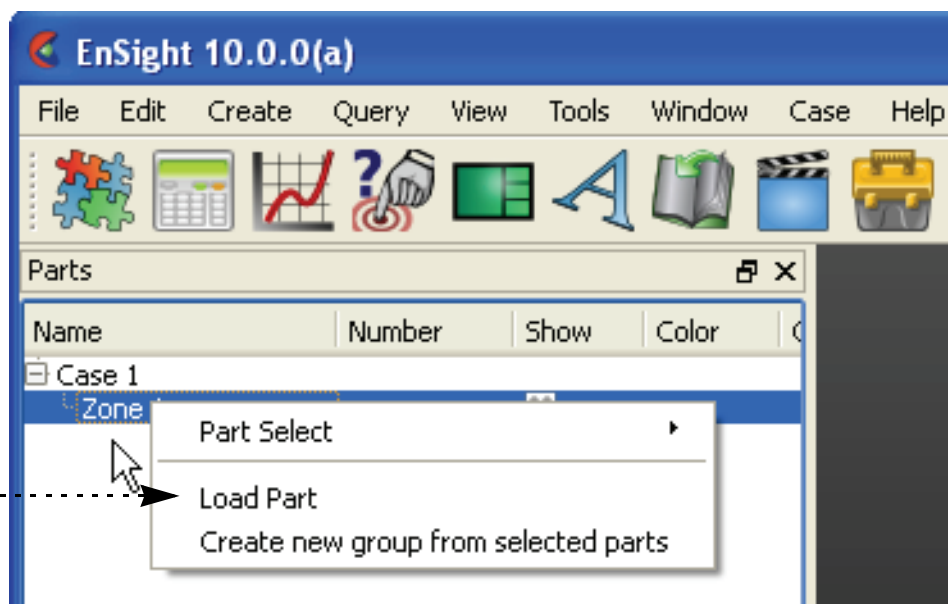 EnSight 10.0.0(a)
File Edit Create Query View Tools Window Case Help
Parts
Name Number Show Color
Case 1
Zone
Part Select
Load Part
Create new group from selected parts